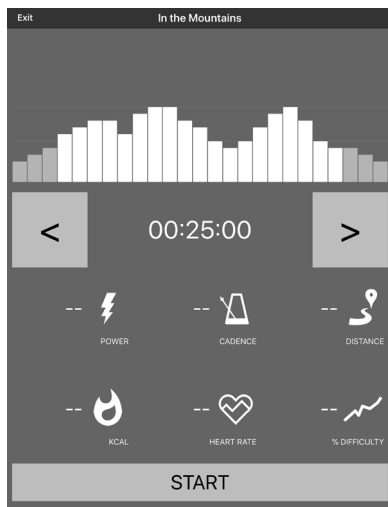 Exit In the Mountains
< 00:25:00 >
-- -- --
POWER CADENCE DISTANCE
-- -- --
KCAL HEART RATE % DIFFICULTY
START